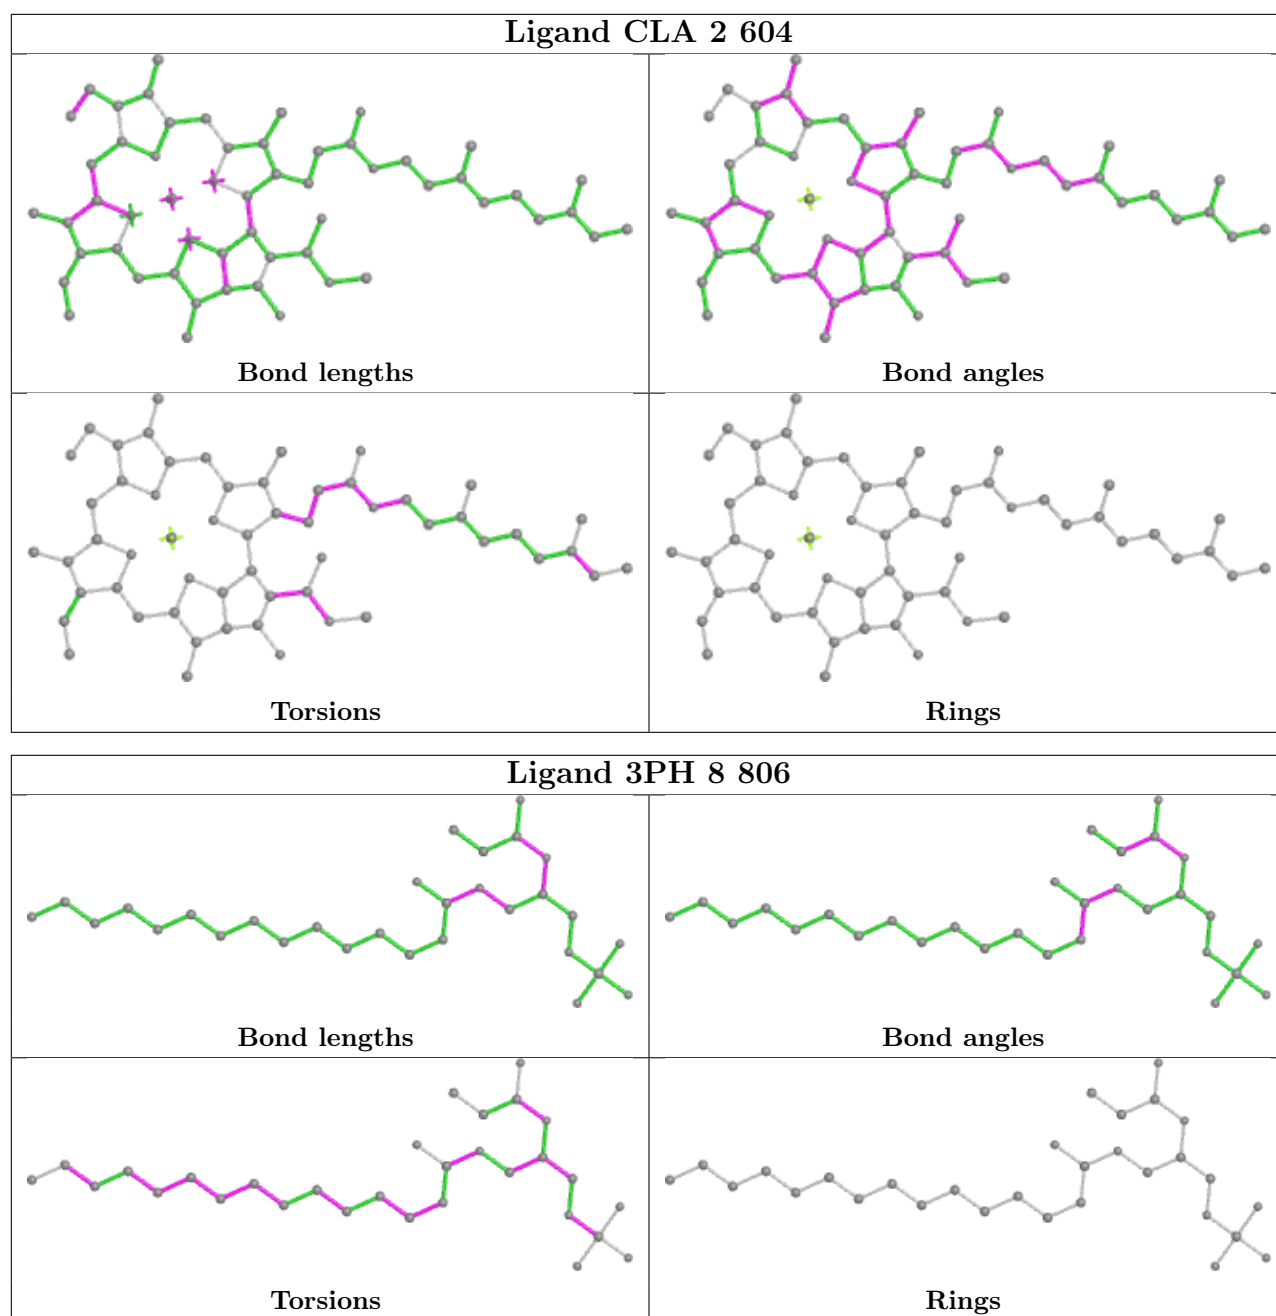 Ligand CLA 2 604
Bond lengths
Bond angles
Torsions
Rings
Ligand 3PH 8 806
Bond lengths
Bond angles
Torsions
Rings